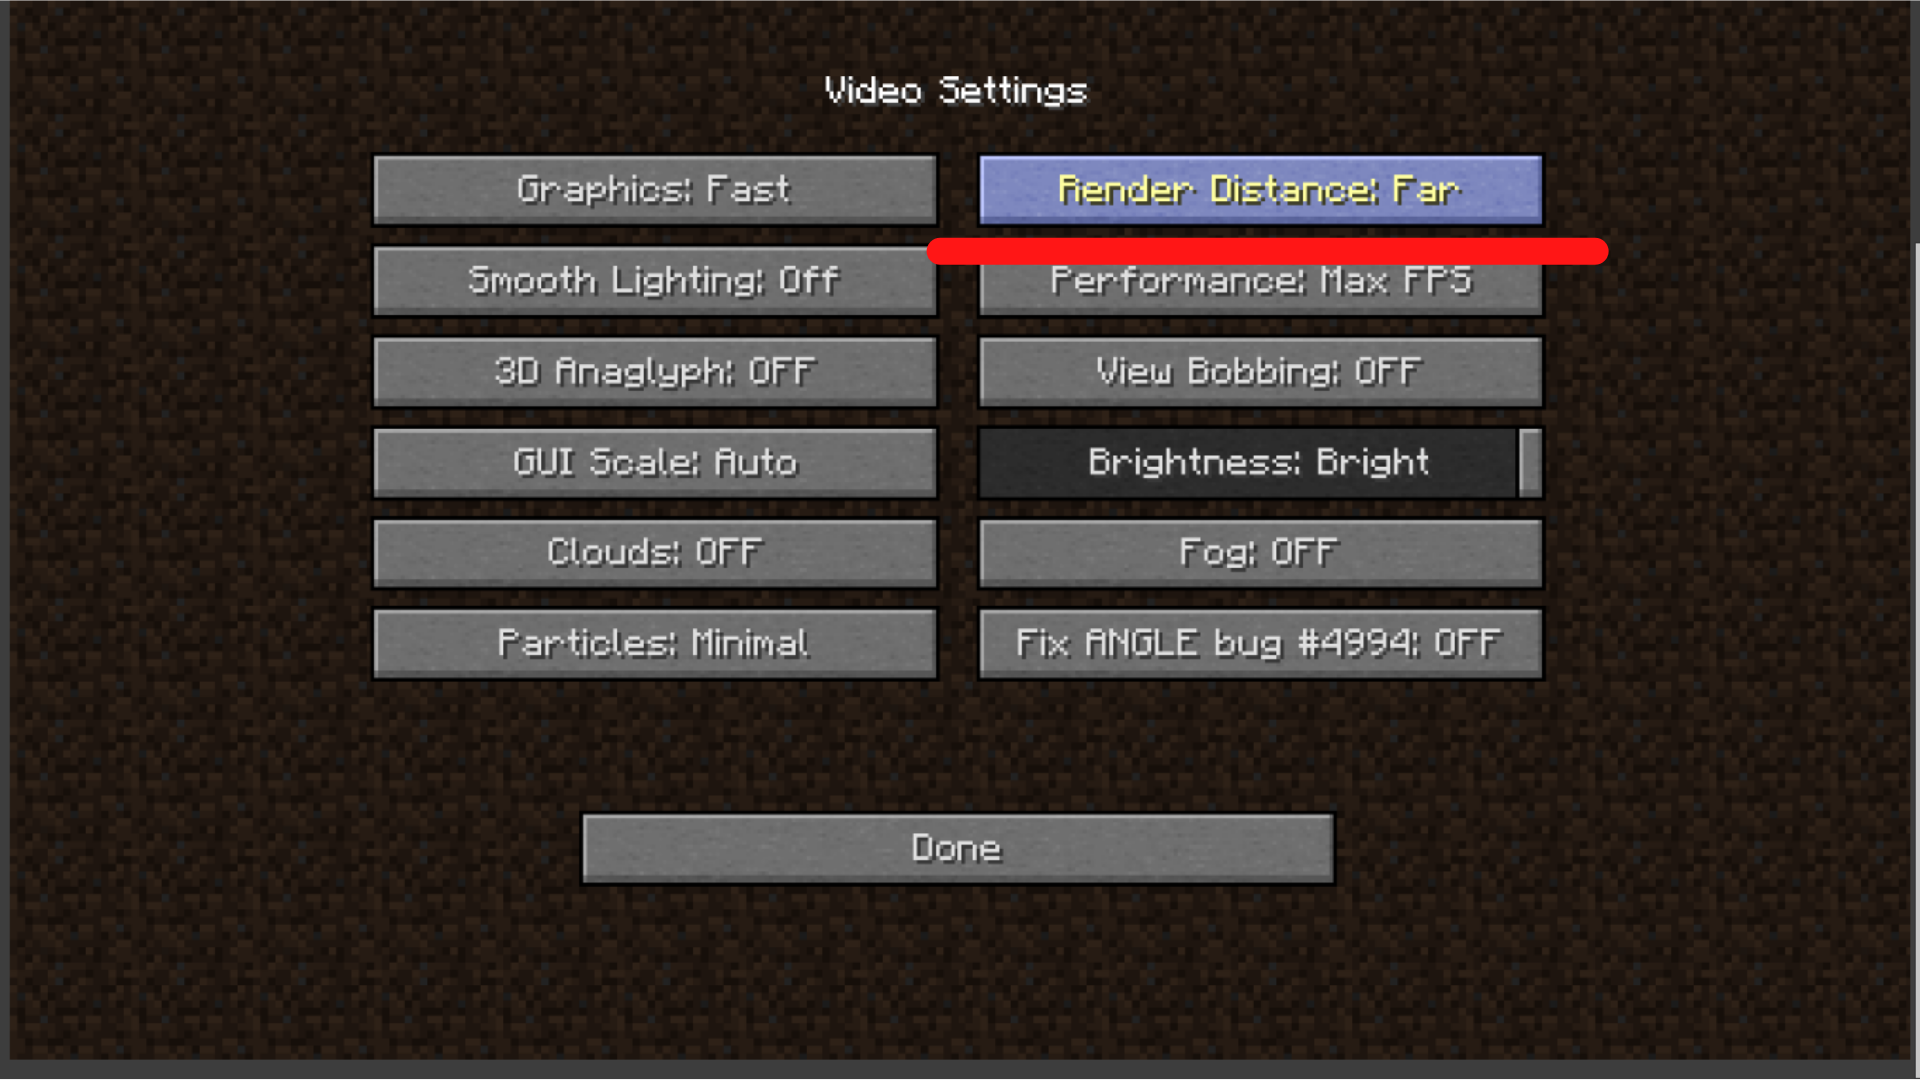 Video Settings
Graphics: Fast
Render Distance: Far
Smooth Lighting: Off
Performance: Max FPS
3D Anaglyph: OFF
View Bobbing: OFF
GUI Scale: Auto
Brightness: Bright
Clouds: OFF
Fog: OFF
Particles: Minimal
Fix ANGLE bug #4994: OFF
Done